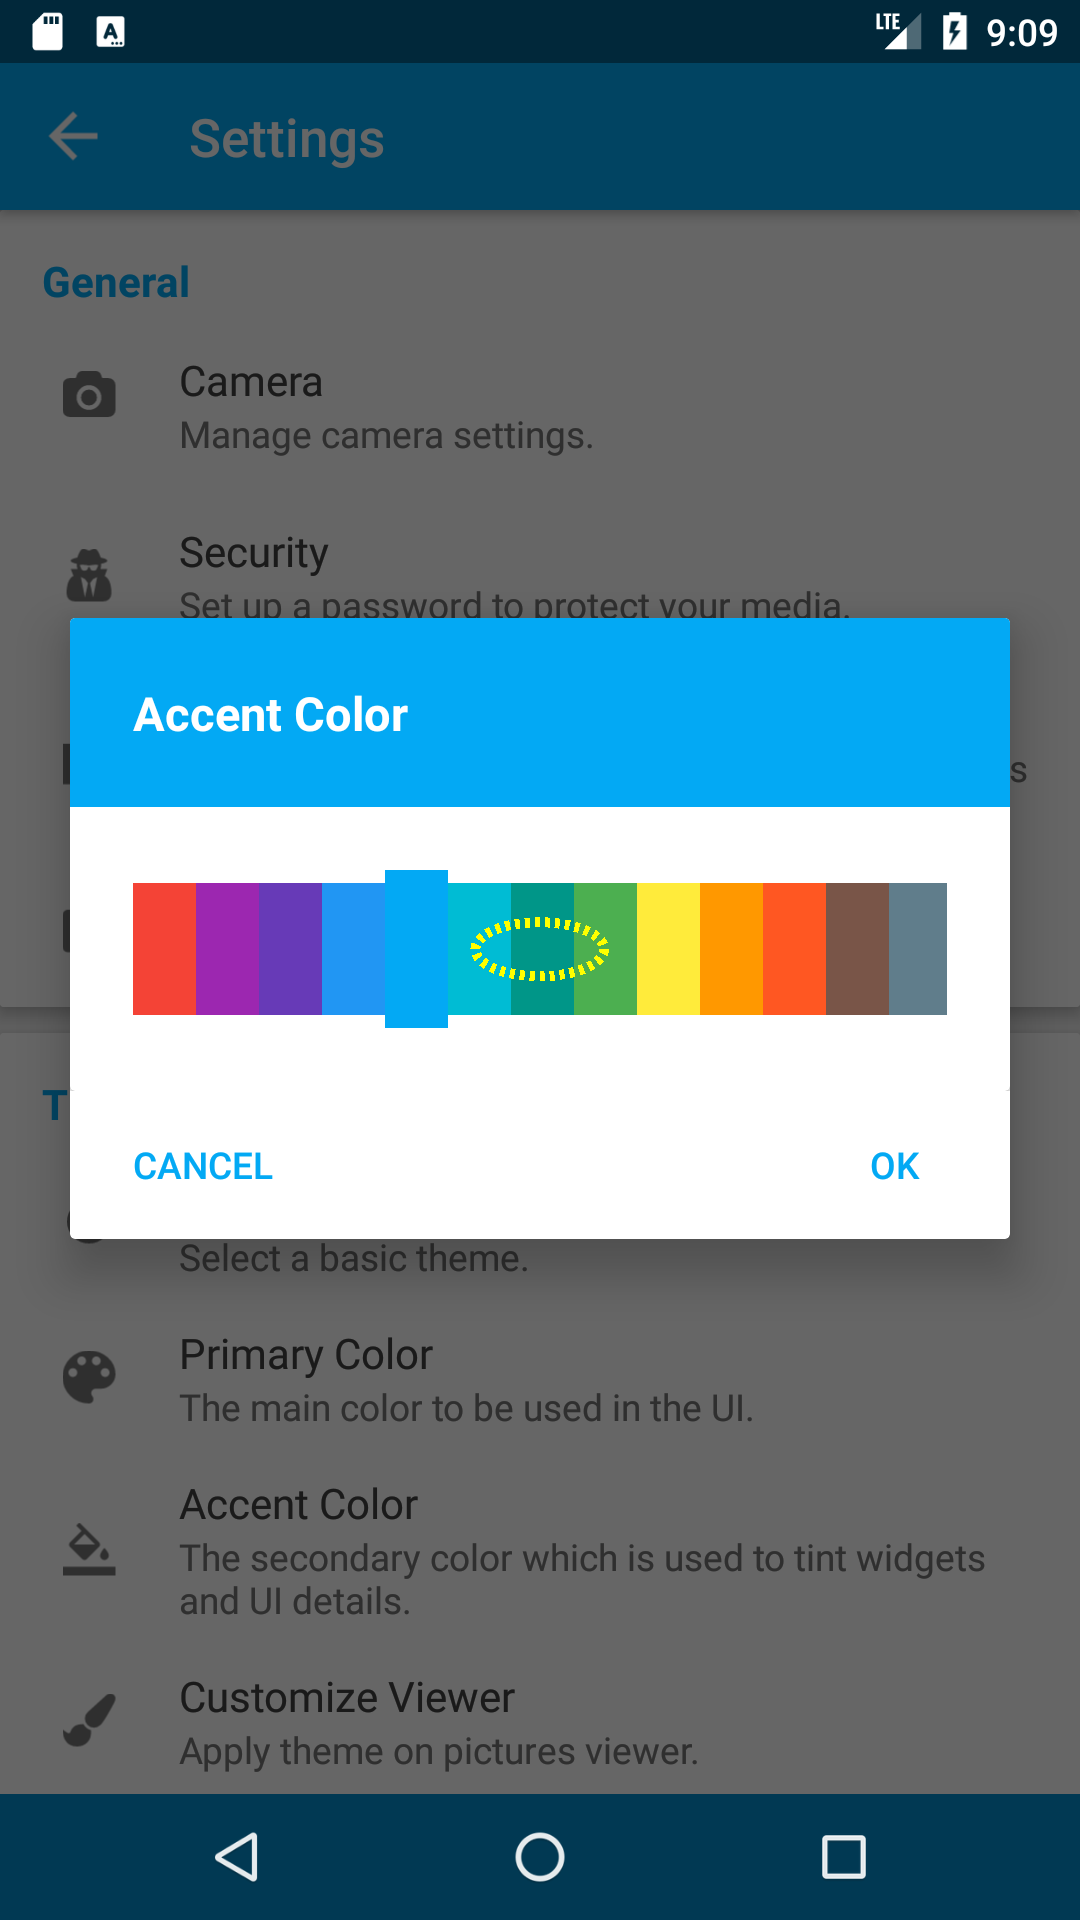 LTE 9:09
Settings
General
Camera
Manage camera settings.
Security
Set up a password to protect your media.
Accent Color
s
T
CANCEL OK
Select a basic theme.
Primary Color
The main color to be used in the UI.
Accent Color
The secondary color which is used to tint widgets
and UI details.
Customize Viewer
Apply theme on pictures viewer.